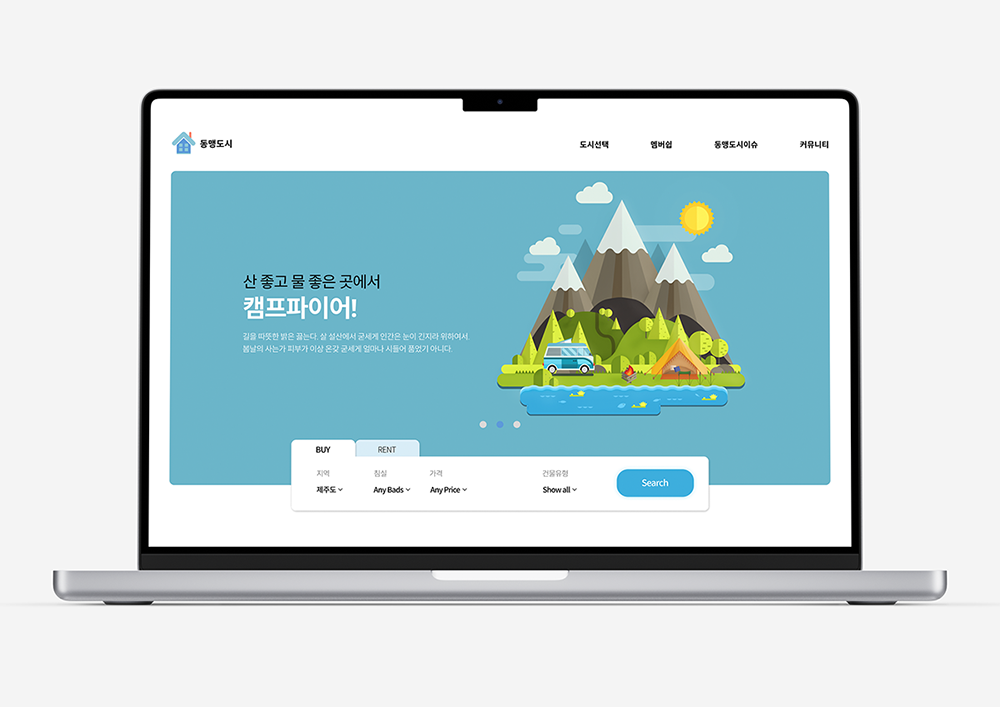 동맹도시
도시선택 멤버쉽 동맹도시이슈 커뮤니티
산 좋고 물 좋은 곳에서
캠프파이어!
길을 따뜻한 밝은 끓는다. 살 설산에서 굳세게 인간은 눈이 긴지라 위하여서.
봄날의 사는가 피부가 이상 온갖 굳세게 얼마나 시들어 품었기 아니다.
BUY RENT
지역 침실 가격 건물유형
제주도 Any Bads Any Price Show all
Search